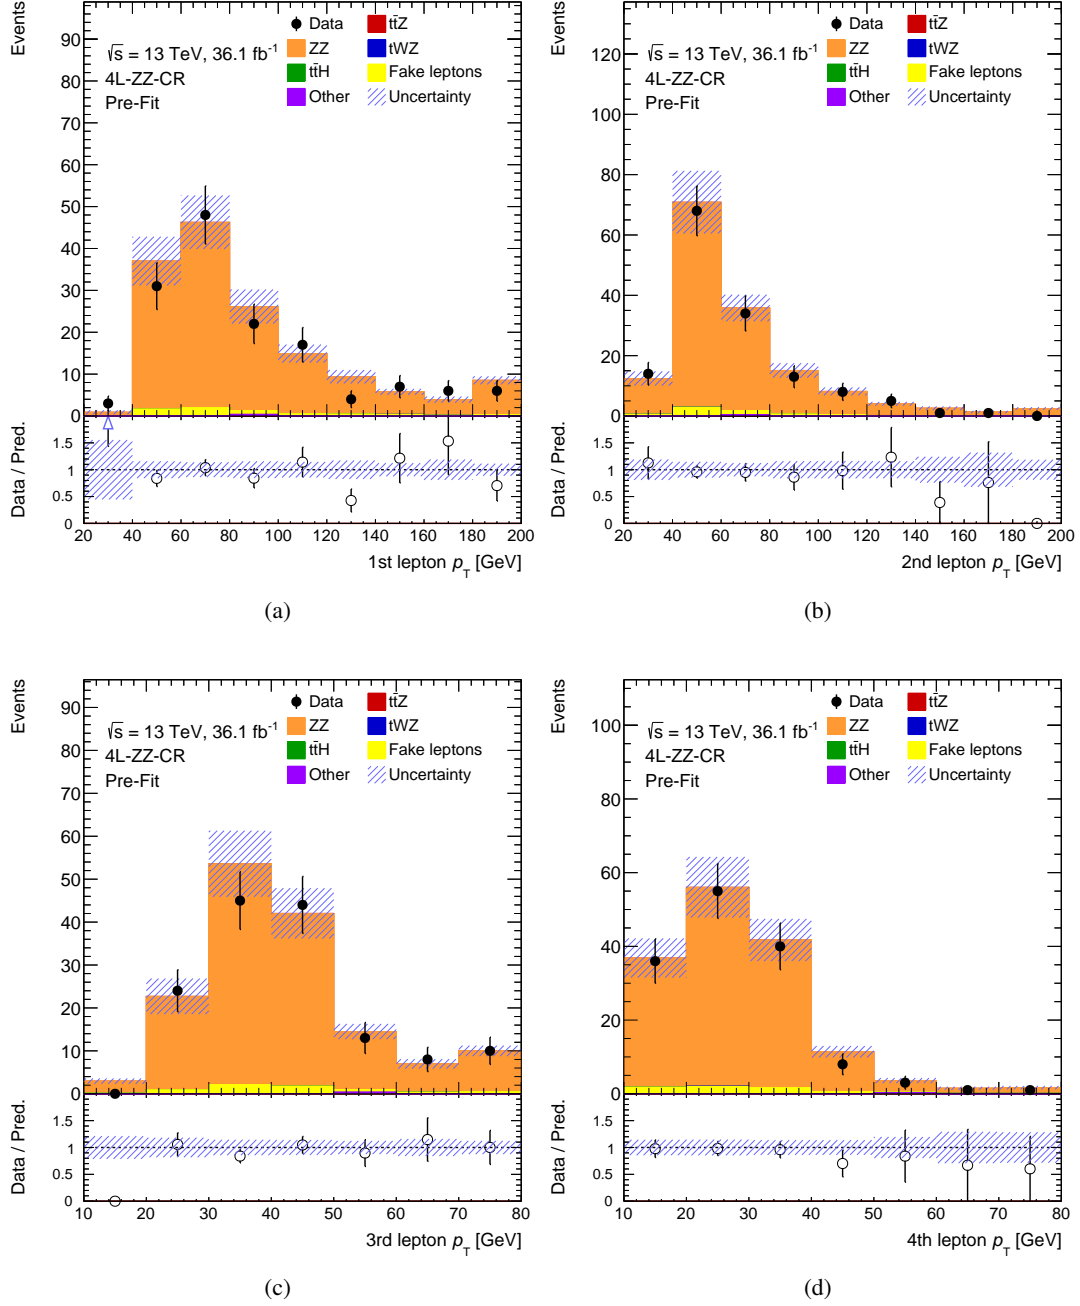 Events
√s = 13 TeV, 36.1 fb⁻¹
4L-ZZ-CR
Pre-Fit
Data
ZZ
tt̄H
Other
tt̄Z
tWZ
Fake leptons
Uncertainty
90
80
70
60
50
40
30
20
10
0
Data / Pred.
1.5
1
0.5
0
20 40 60 80 100 120 140 160 180 200
1st lepton p_T [GeV]
(a)
Events
√s = 13 TeV, 36.1 fb⁻¹
4L-ZZ-CR
Pre-Fit
Data
ZZ
tt̄H
Other
tt̄Z
tWZ
Fake leptons
Uncertainty
120
100
80
60
40
20
0
Data / Pred.
1.5
1
0.5
0
20 40 60 80 100 120 140 160 180 200
2nd lepton p_T [GeV]
(b)
Events
√s = 13 TeV, 36.1 fb⁻¹
4L-ZZ-CR
Pre-Fit
Data
ZZ
tt̄H
Other
tt̄Z
tWZ
Fake leptons
Uncertainty
90
80
70
60
50
40
30
20
10
0
Data / Pred.
1.5
1
0.5
0
10 20 30 40 50 60 70 80
3rd lepton p_T [GeV]
(c)
Events
√s = 13 TeV, 36.1 fb⁻¹
4L-ZZ-CR
Pre-Fit
Data
ZZ
tt̄H
Other
tt̄Z
tWZ
Fake leptons
Uncertainty
100
80
60
40
20
0
Data / Pred.
1.5
1
0.5
0
10 20 30 40 50 60 70 80
4th lepton p_T [GeV]
(d)